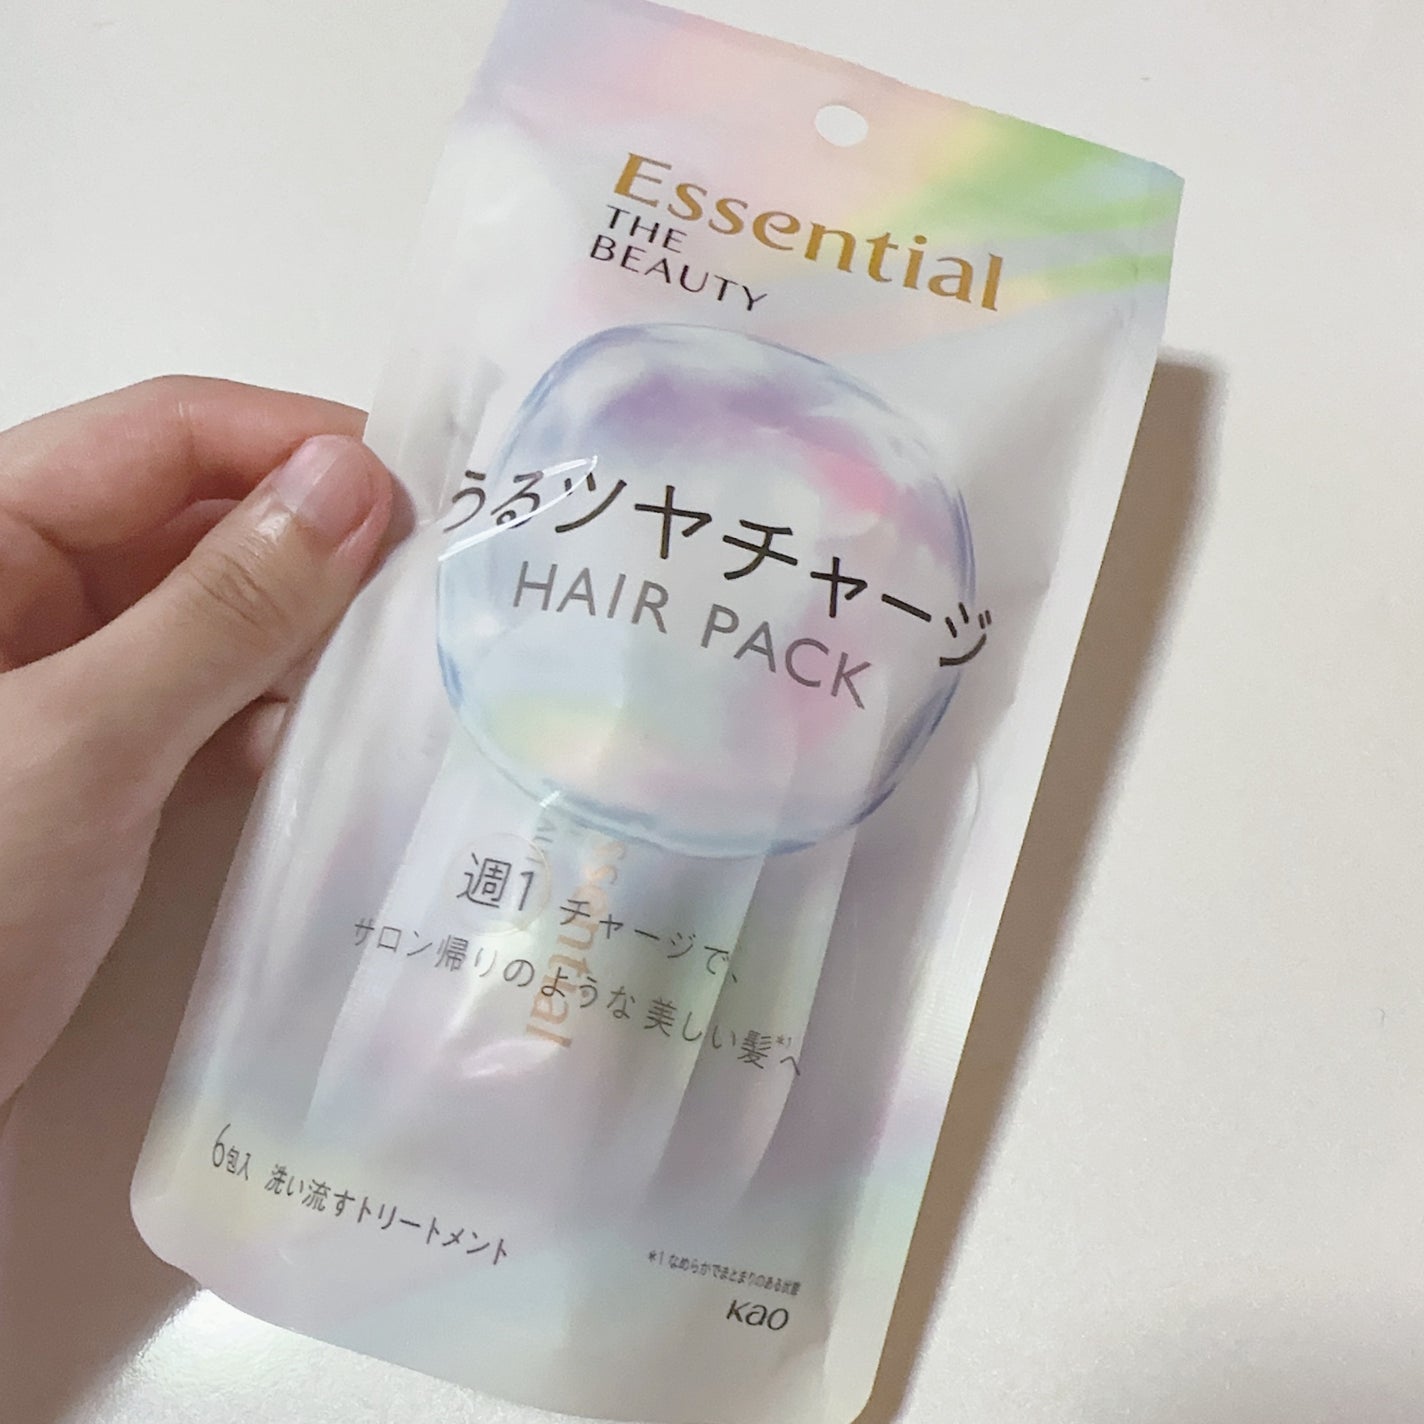 Essential
THE
BEAUTY
うるツヤチャージ
HAIR PACK
週1 チャージで、
サロン帰りのような美しい髪*1へ
Essential
6包入 洗い流すトリートメント
*1 なめらかでまとまりのある状態
Kao